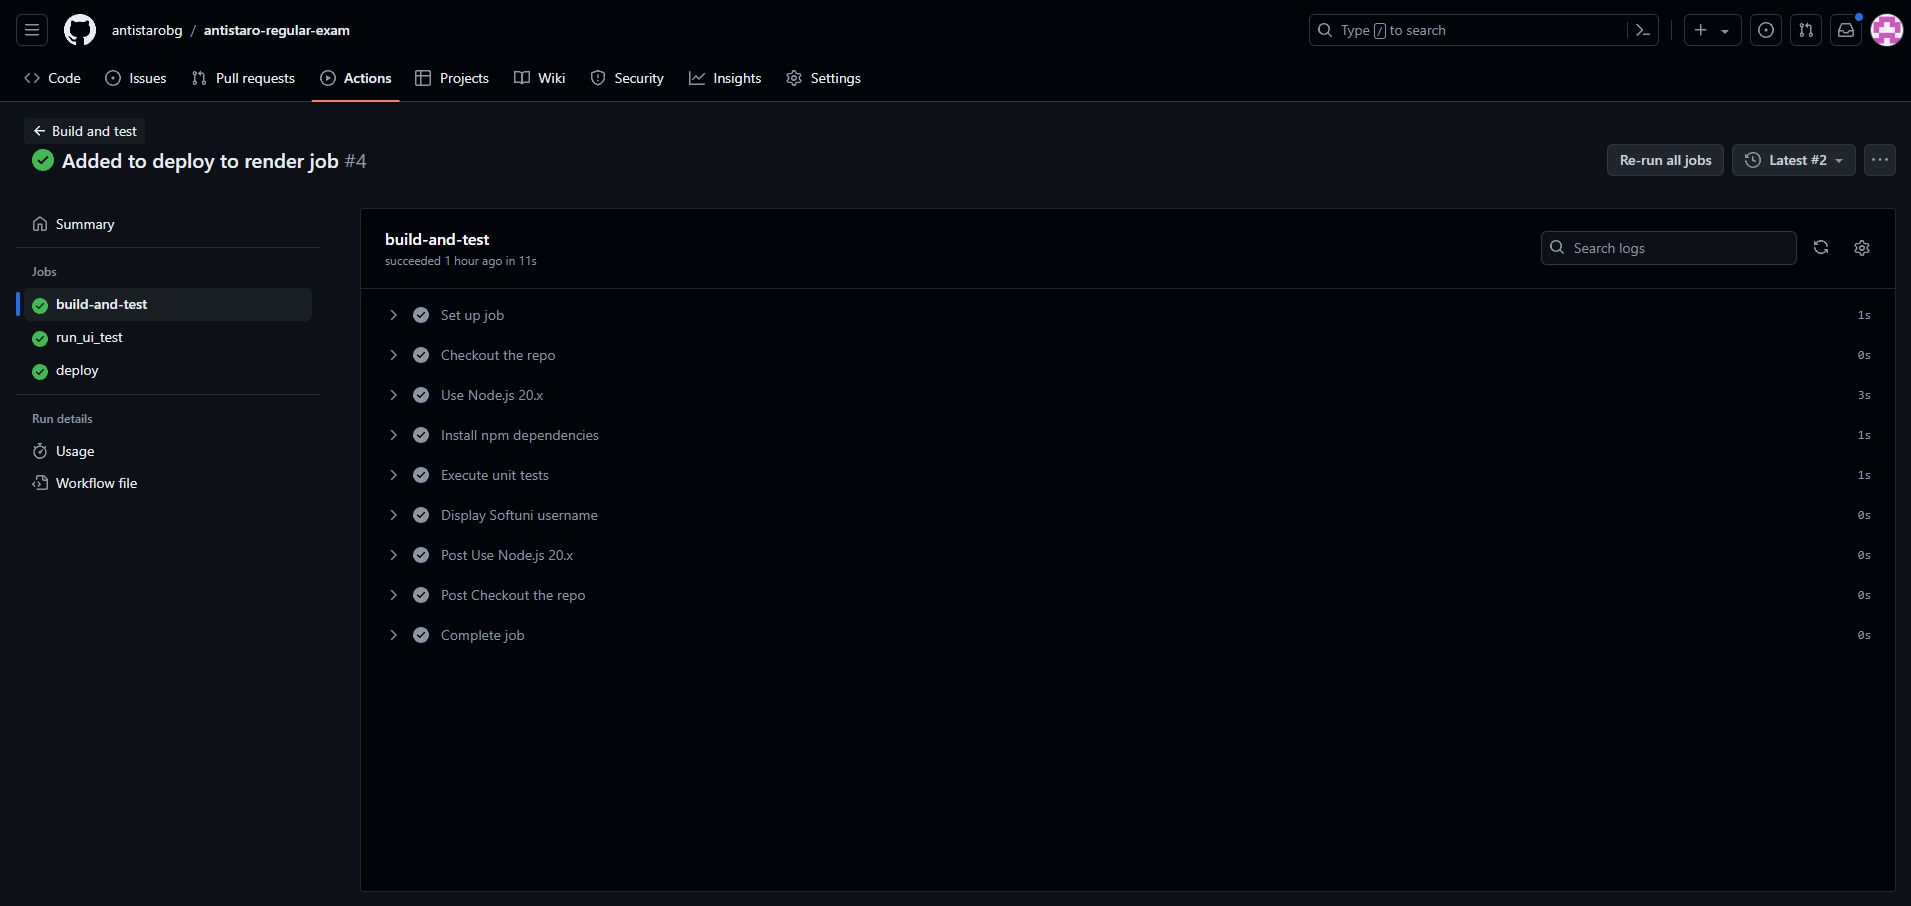 antistarobg / antistaro-regular-exam
Type / to search
Code
Issues
Pull requests
Actions
Projects
Wiki
Security
Insights
Settings
Build and test
Added to deploy to render job #4
Re-run all jobs
Latest #2
Summary
Jobs
build-and-test
run_ui_test
deploy
Run details
Usage
Workflow file
build-and-test
succeeded 1 hour ago in 11s
Search logs
Set up job 1s
Checkout the repo 0s
Use Node.js 20.x 3s
Install npm dependencies 1s
Execute unit tests 1s
Display Softuni username 0s
Post Use Node.js 20.x 0s
Post Checkout the repo 0s
Complete job 0s